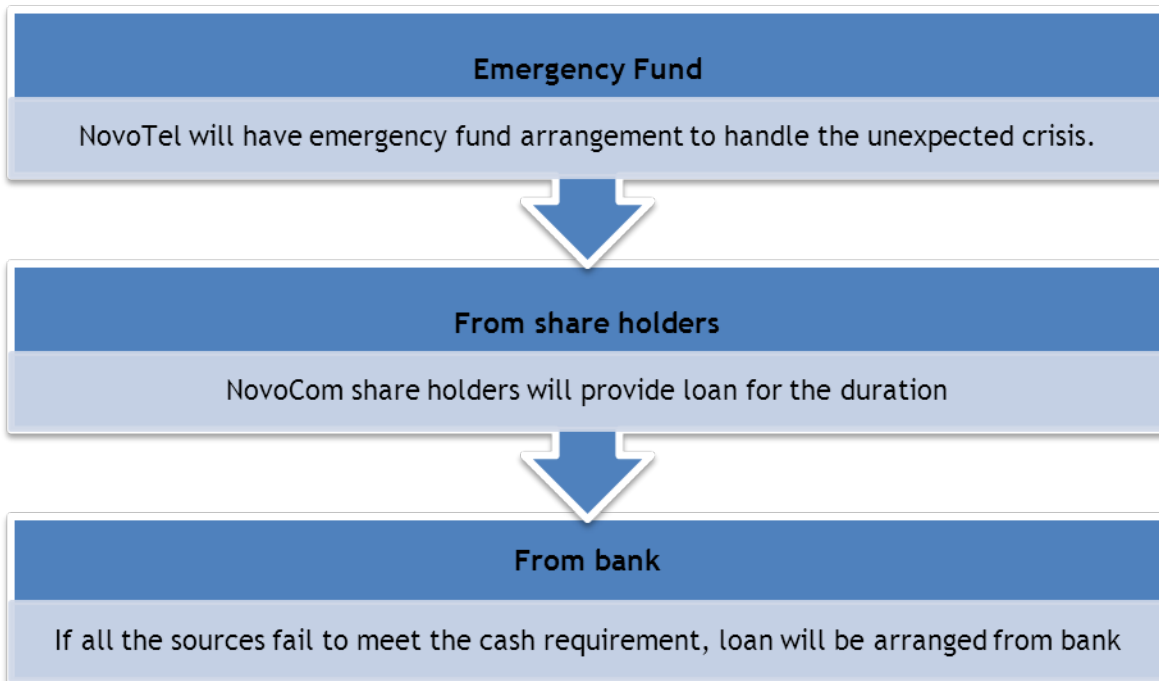 Emergency Fund
NovoTel will have emergency fund arrangement to handle the unexpected crisis.
From share holders
NovoCom share holders will provide loan for the duration
From bank
If all the sources fail to meet the cash requirement, loan will be arranged from bank